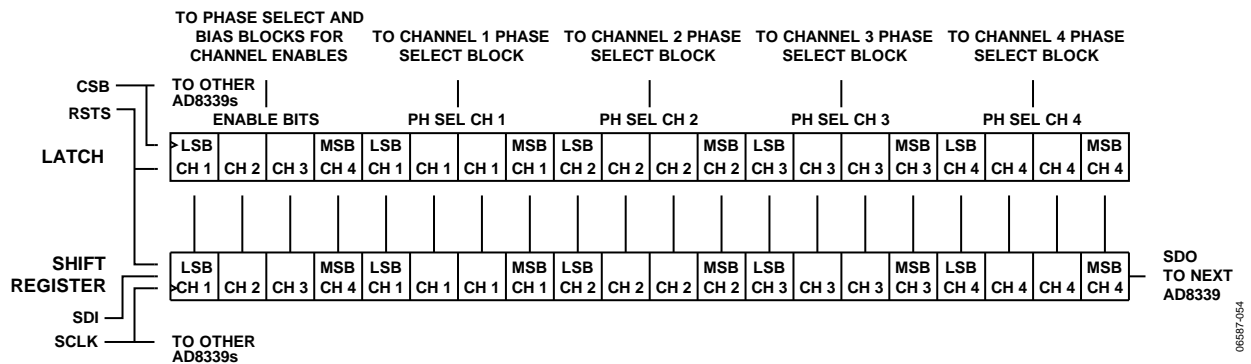 TO PHASE SELECT AND
BIAS BLOCKS FOR
CHANNEL ENABLES
TO CHANNEL 1 PHASE
SELECT BLOCK
TO CHANNEL 2 PHASE
SELECT BLOCK
TO CHANNEL 3 PHASE
SELECT BLOCK
TO CHANNEL 4 PHASE
SELECT BLOCK
CSB
TO OTHER
AD8339s
RSTS
ENABLE BITS
PH SEL CH 1
PH SEL CH 2
PH SEL CH 3
PH SEL CH 4
LATCH
LSB MSB LSB MSB LSB MSB LSB MSB LSB MSB
CH 1 CH 2 CH 3 CH 4 CH 1 CH 1 CH 1 CH 1 CH 2 CH 2 CH 2 CH 2 CH 3 CH 3 CH 3 CH 3 CH 4 CH 4 CH 4 CH 4
SHIFT
REGISTER
LSB MSB LSB MSB LSB MSB LSB MSB LSB MSB
CH 1 CH 2 CH 3 CH 4 CH 1 CH 1 CH 1 CH 1 CH 2 CH 2 CH 2 CH 2 CH 3 CH 3 CH 3 CH 3 CH 4 CH 4 CH 4 CH 4
SDO
TO NEXT
AD8339
SDI
SCLK
TO OTHER
AD8339s
06587-054